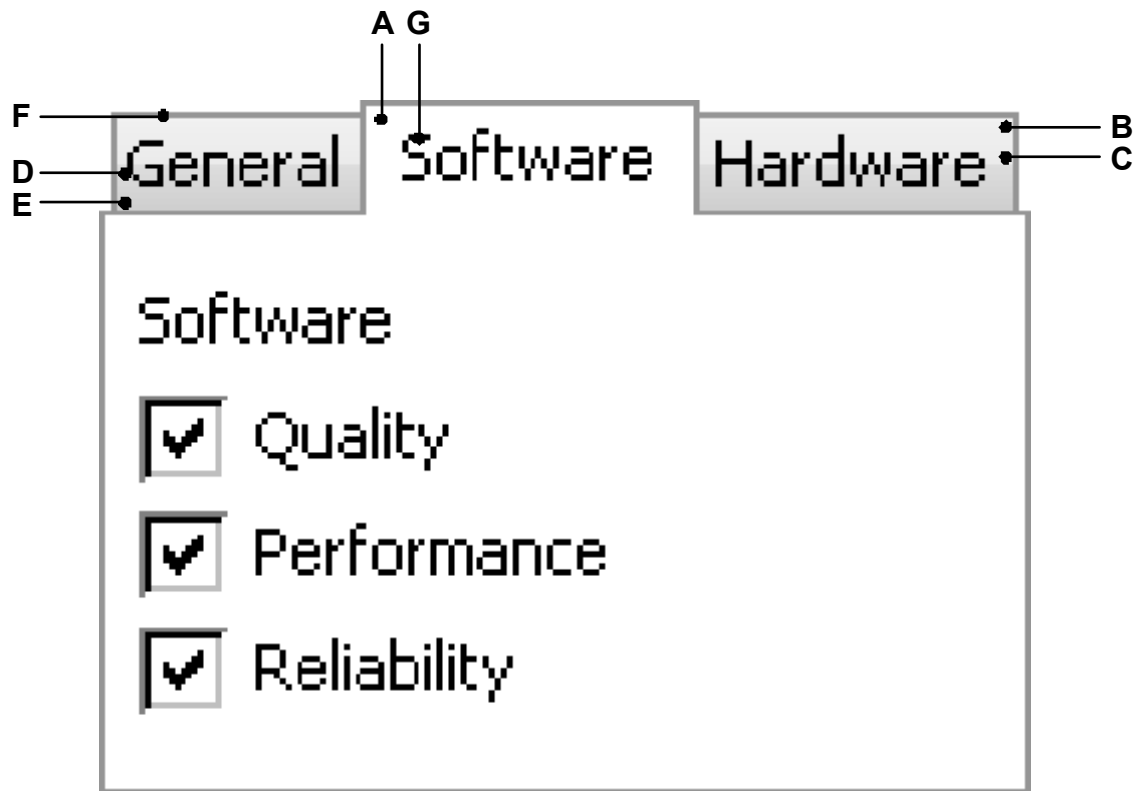 A G
F
B
General Software Hardware
D
C
E
Software
Quality
Performance
Reliability